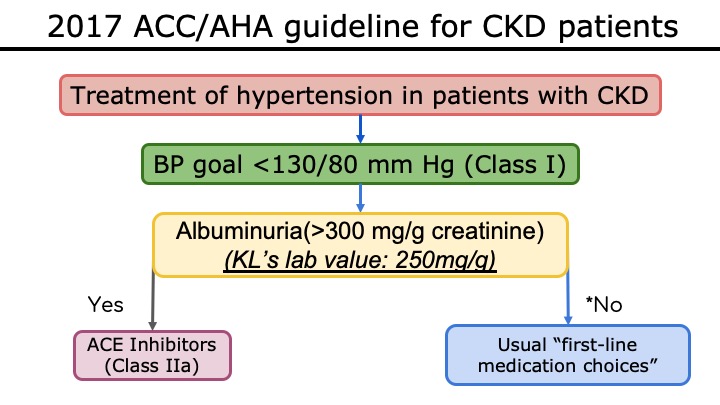 2017 ACC/AHA guideline for CKD patients
Treatment of hypertension in patients with CKD
BP goal <130/80 mm Hg (Class I)
Albuminuria(>300 mg/g creatinine)
(KL's lab value: 250mg/g)
Yes
*No
ACE Inhibitors
(Class IIa)
Usual “first-line
medication choices”